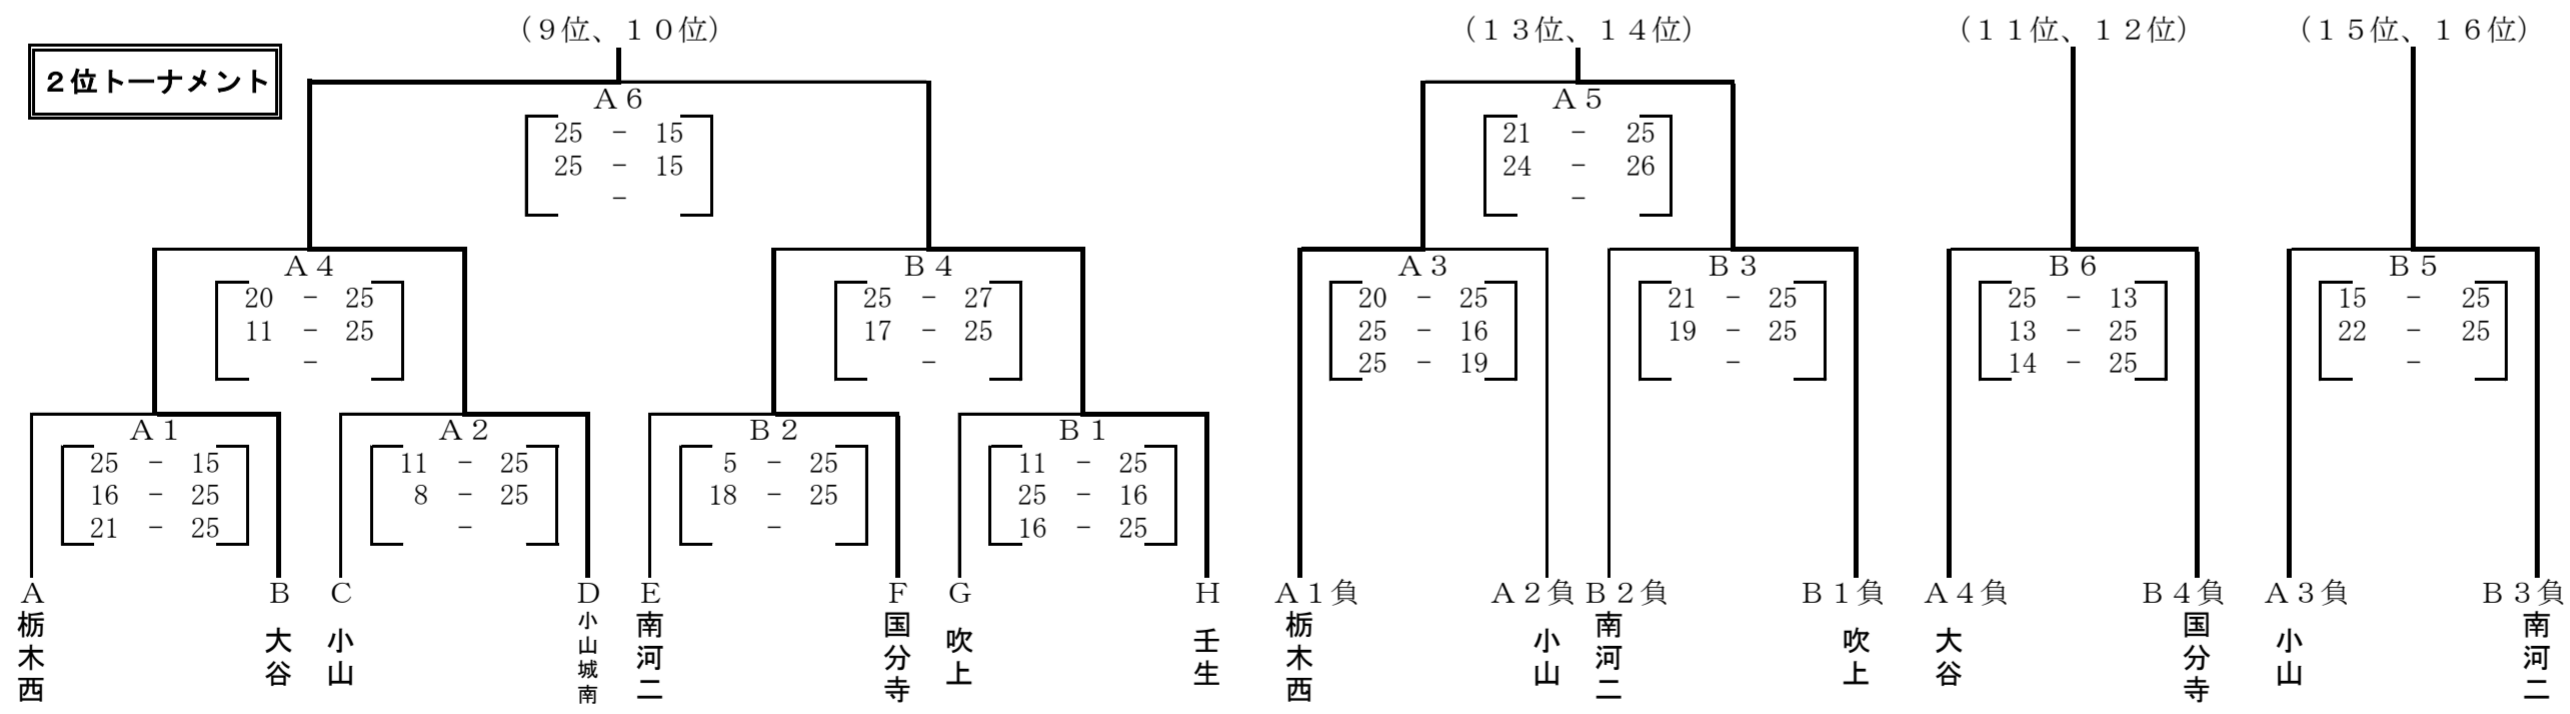 （９位、１０位）　（１３位、１４位）　（１１位、１２位）　（１５位、１６位）
２位トーナメント
Ａ６　Ａ５
25 － 15　21 － 25
25 － 15　24 － 26
－　－
Ａ４　Ｂ４　Ａ３　Ｂ３　Ｂ６　Ｂ５
20 － 25　25 － 27　20 － 25　21 － 25　25 － 13　15 － 25
11 － 25　17 － 25　25 － 16　19 － 25　13 － 25　22 － 25
－　－　25 － 19　－　14 － 25　－
Ａ１　Ａ２　Ｂ２　Ｂ１
25 － 15　11 － 25　5 － 25　11 － 25
16 － 25　8 － 25　18 － 25　25 － 16
21 － 25　－　－　16 － 25
Ａ　Ｂ　Ｃ　Ｄ　Ｅ　Ｆ　Ｇ　Ｈ　Ａ１負　Ａ２負　Ｂ２負　Ｂ１負　Ａ４負　Ｂ４負　Ａ３負　Ｂ３負
栃木西　大谷　小山　小山城南　南河二　国分寺　吹上　壬生　栃木西　小山　南河二　吹上　大谷　国分寺　小山　南河二